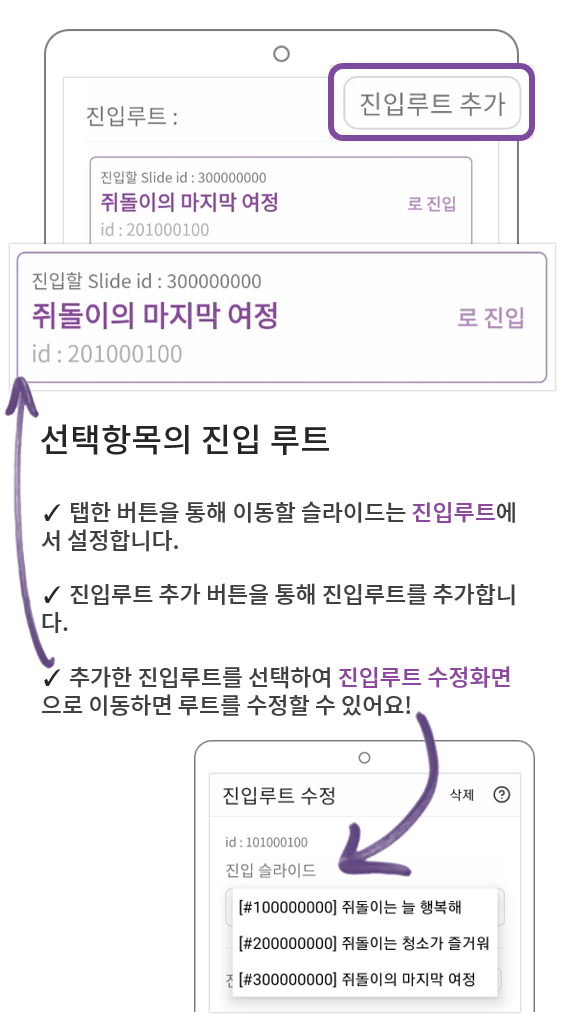 진입루트 추가
진입루트 :
진입할 Slide id : 300000000
쥐돌이의 마지막 여정
로 진입
id : 201000100
진입할 Slide id : 300000000
쥐돌이의 마지막 여정
로 진입
id : 201000100
선택항목의 진입 루트
✓ 탭한 버튼을 통해 이동할 슬라이드는 진입루트에
서 설정합니다.
✓ 진입루트 추가 버튼을 통해 진입루트를 추가합니
다.
✓ 추가한 진입루트를 선택하여 진입루트 수정화면
으로 이동하면 루트를 수정할 수 있어요!
진입루트 수정
삭제
?
id : 101000100
진입 슬라이드
[#100000000] 쥐돌이는 늘 행복해
[#200000000] 쥐돌이는 청소가 즐거워
[#300000000] 쥐돌이의 마지막 여정